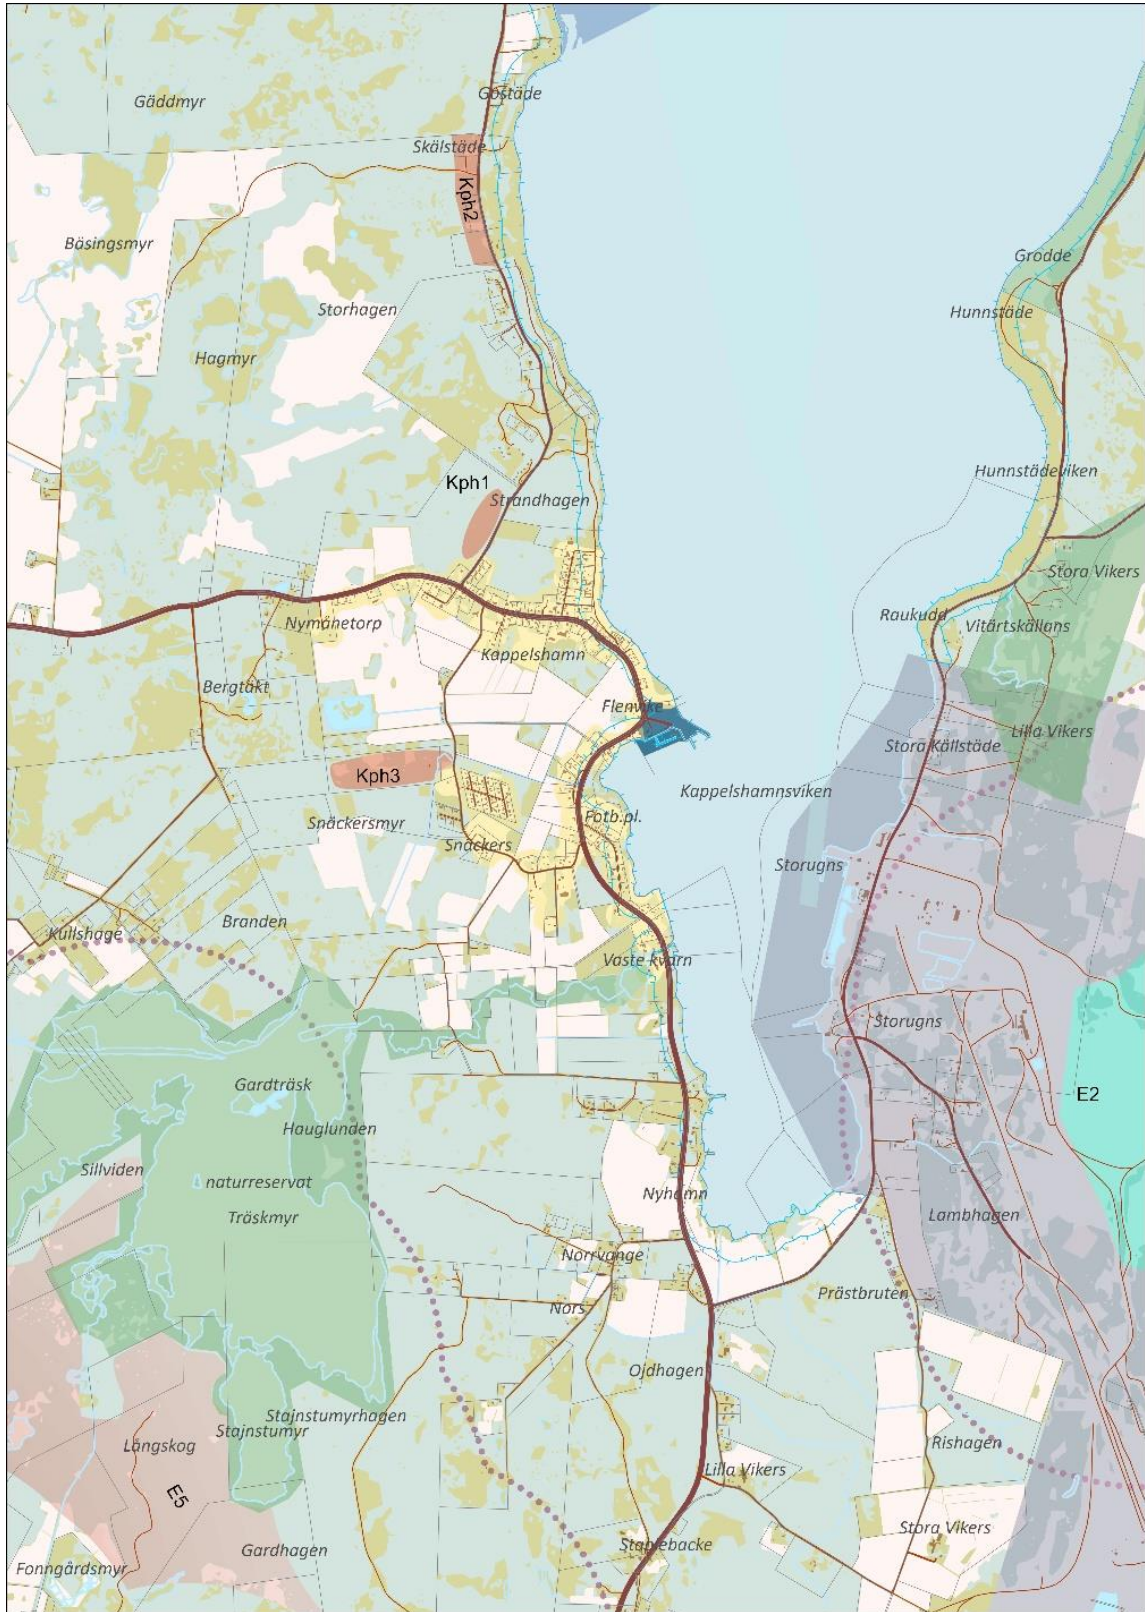 Göstäde
Gäddmyr
Skälstäde
Kph2
Bäsingsmyr
Grodde
Storhagen
Hunnstäde
Hagmyr
Hunnstädeviken
Kph1
Strandhagen
Stora Vikers
Raukudd
Vitärtskällans
Nymånetorp
Kappelshamn
Bergtäkt
Flenvike
Lilla Vikers
Stora Källstäde
Kph3
Kappelshamnsviken
Snäckersmyr
Fotb.pl.
Snäckers
Storugns
Branden
Kullshage
Vaste kvarn
Storugns
Gardträsk
E2
Hauglunden
Sillviden
naturreservat
Nyhamn
Träskmyr
Lambhagen
Norrvange
Prästbruten
Nors
Ojdhagen
Stajnstumyrhagen
Stajnstumyr
Långskog
Rishagen
Lilla Vikers
E5
Stora Vikers
Staplebacke
Gardhagen
Fonngårdsmyr